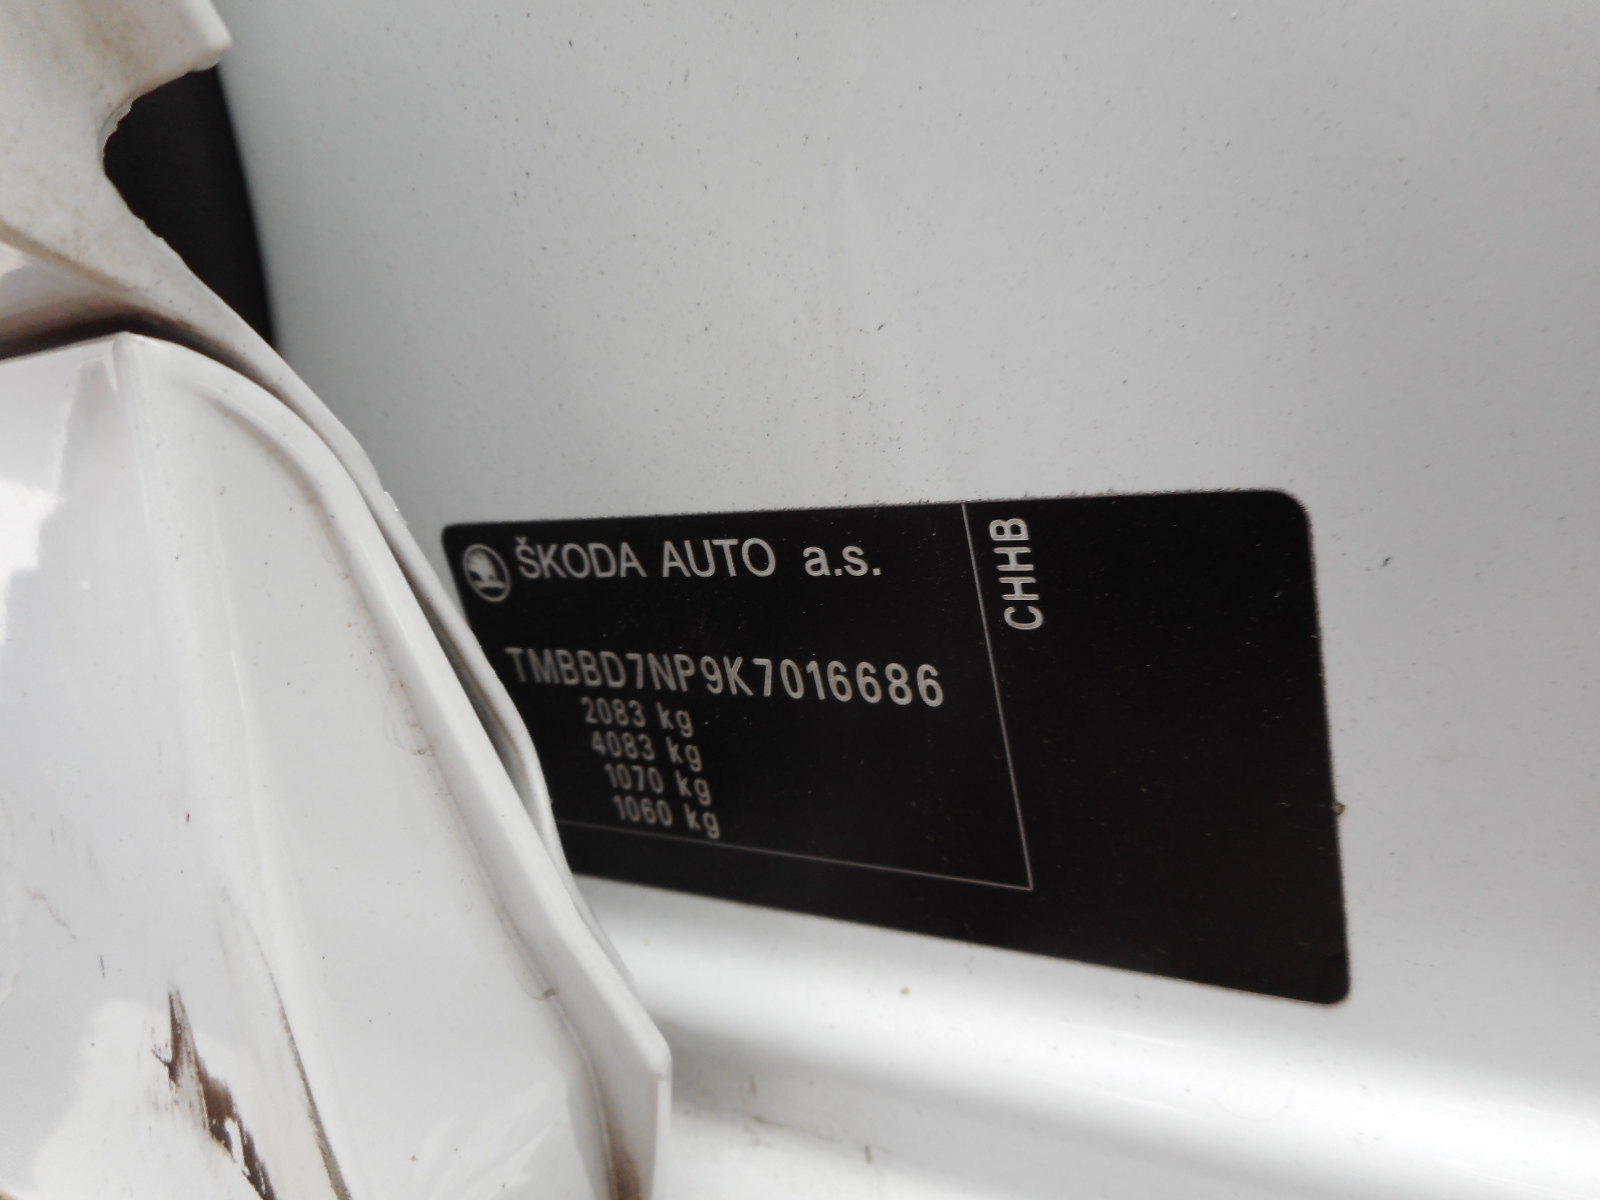 ŠKODA AUTO a.s.
CHHB
TMBBD7NP9K7016686
2083 kg
4083 kg
1070 kg
1060 kg